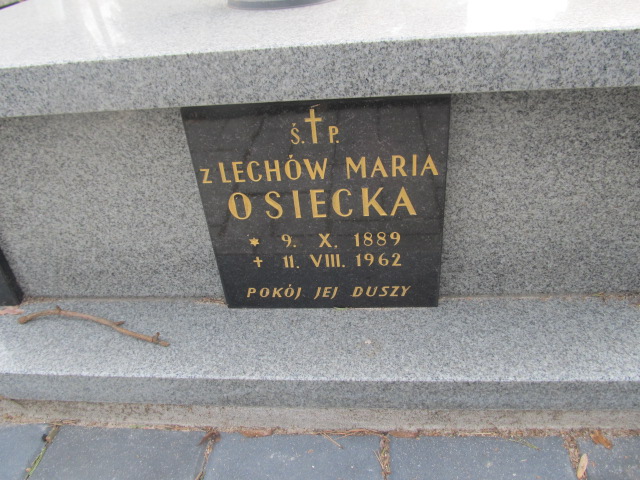 Ś. P.
z LECHÓW MARIA
OSIECKA
* 9. X. 1889
+ 11. VIII. 1962
POKÓJ JEJ DUSZY